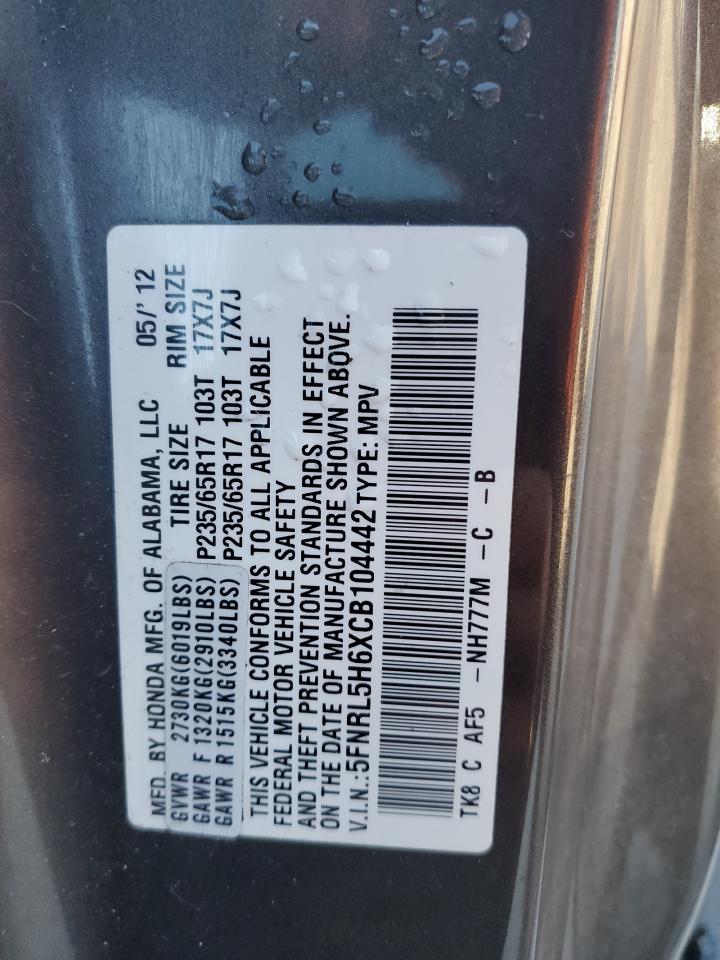 MFD. BY HONDA MFG. OF ALABAMA, LLC 05/' 12
GVWR 2730KG(6019LBS) TIRE SIZE RIM SIZE
GAWR F 1320KG(2910LBS) P235/65R17 103T 17X7J
GAWR R 1515KG(3340LBS) P235/65R17 103T 17X7J
THIS VEHICLE CONFORMS TO ALL APPLICABLE
FEDERAL MOTOR VEHICLE SAFETY
AND THEFT PREVENTION STANDARDS IN EFFECT
ON THE DATE OF MANUFACTURE SHOWN ABOVE.
V.I.N.:5FNRL5H6XCB104442 TYPE: MPV
TK8 C AF5 -NH777M -C -B